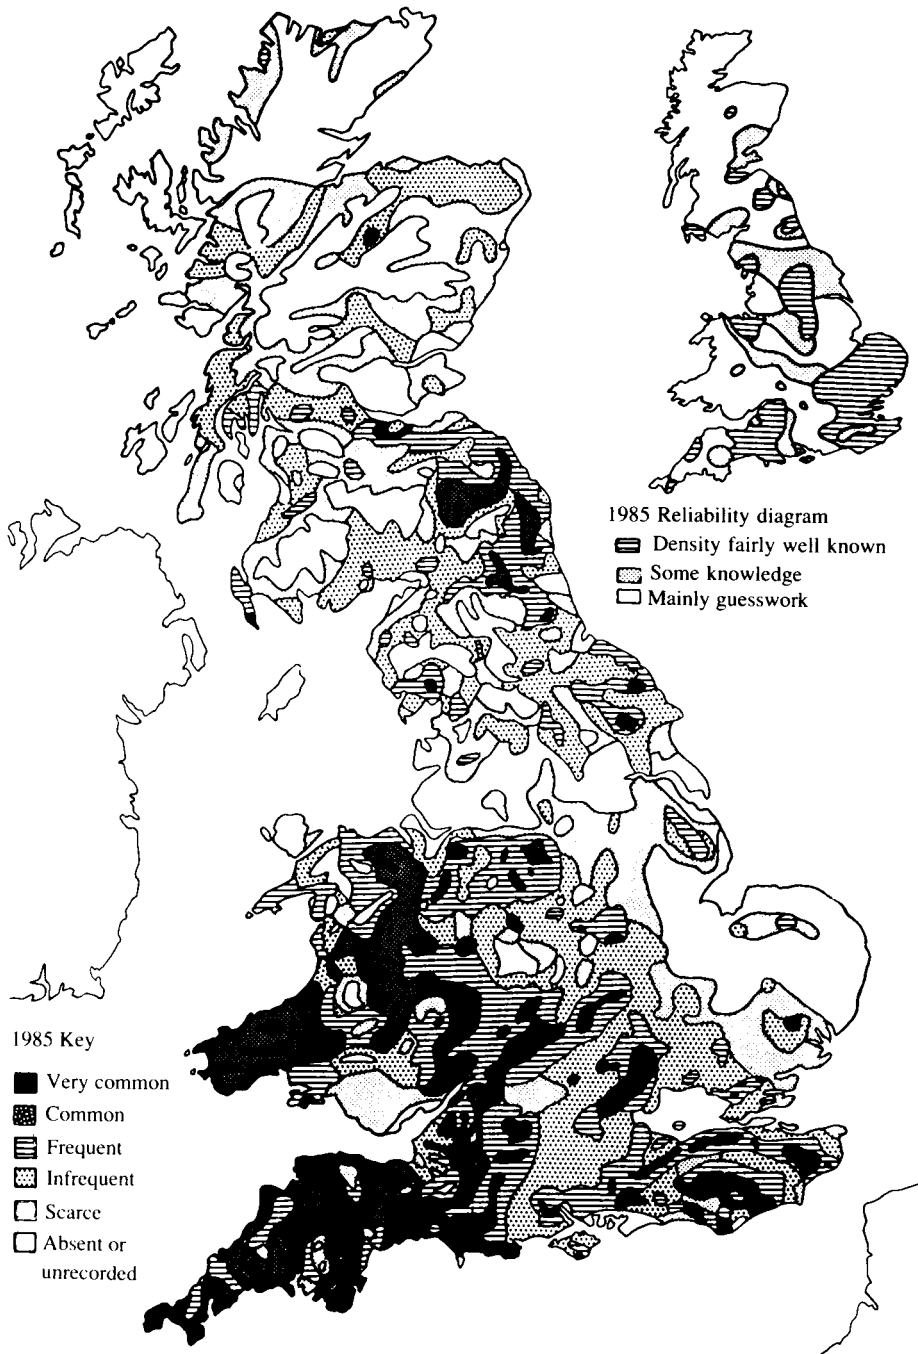 1985 Reliability diagram
Density fairly well known
Some knowledge
Mainly guesswork
1985 Key
Very common
Common
Frequent
Infrequent
Scarce
Absent or
unrecorded